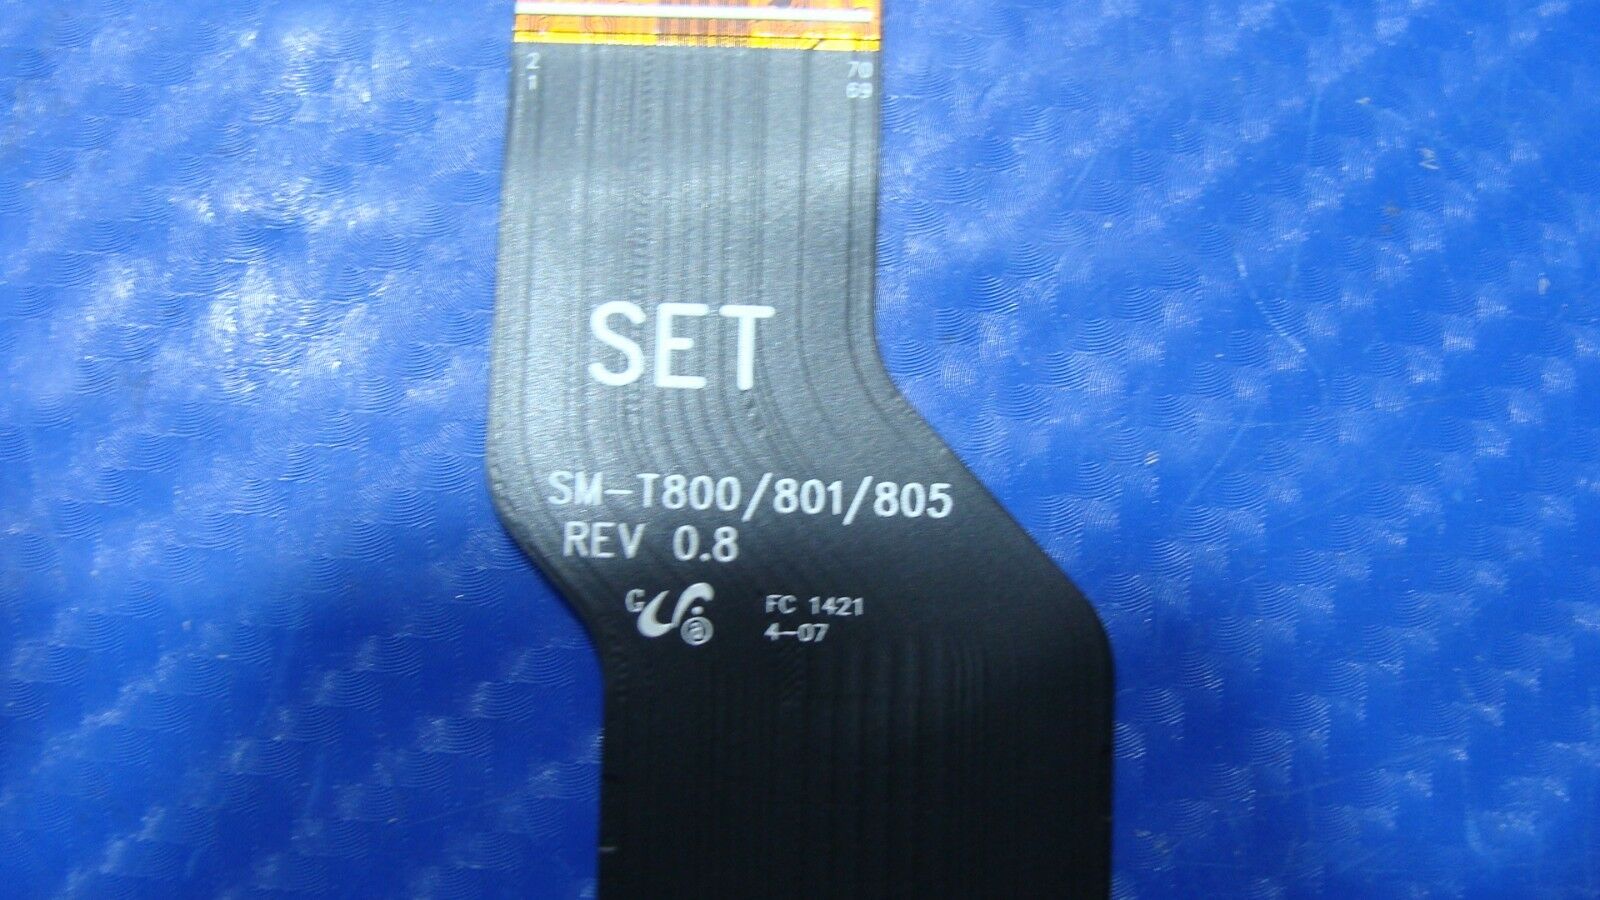 2 70
1 69
SET
SM-T800/801/805
REV 0.8
G a FC 1421
4-07